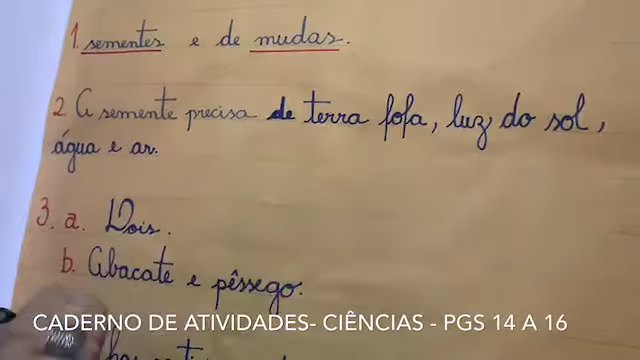 1. sementes e de mudas.
2. A semente precisa de terra fofa, luz do sol,
água e ar.
3. a. Dois.
b. Abacate e pêssego.
CADERNO DE ATIVIDADES- CIÊNCIAS - PGS 14 A 16